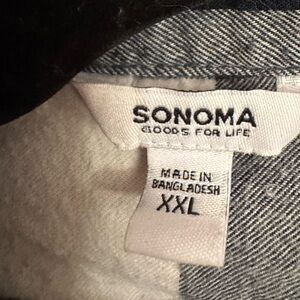 SONOMA
GOODS FOR LIFE
MADE IN
BANGLADESH
XXL